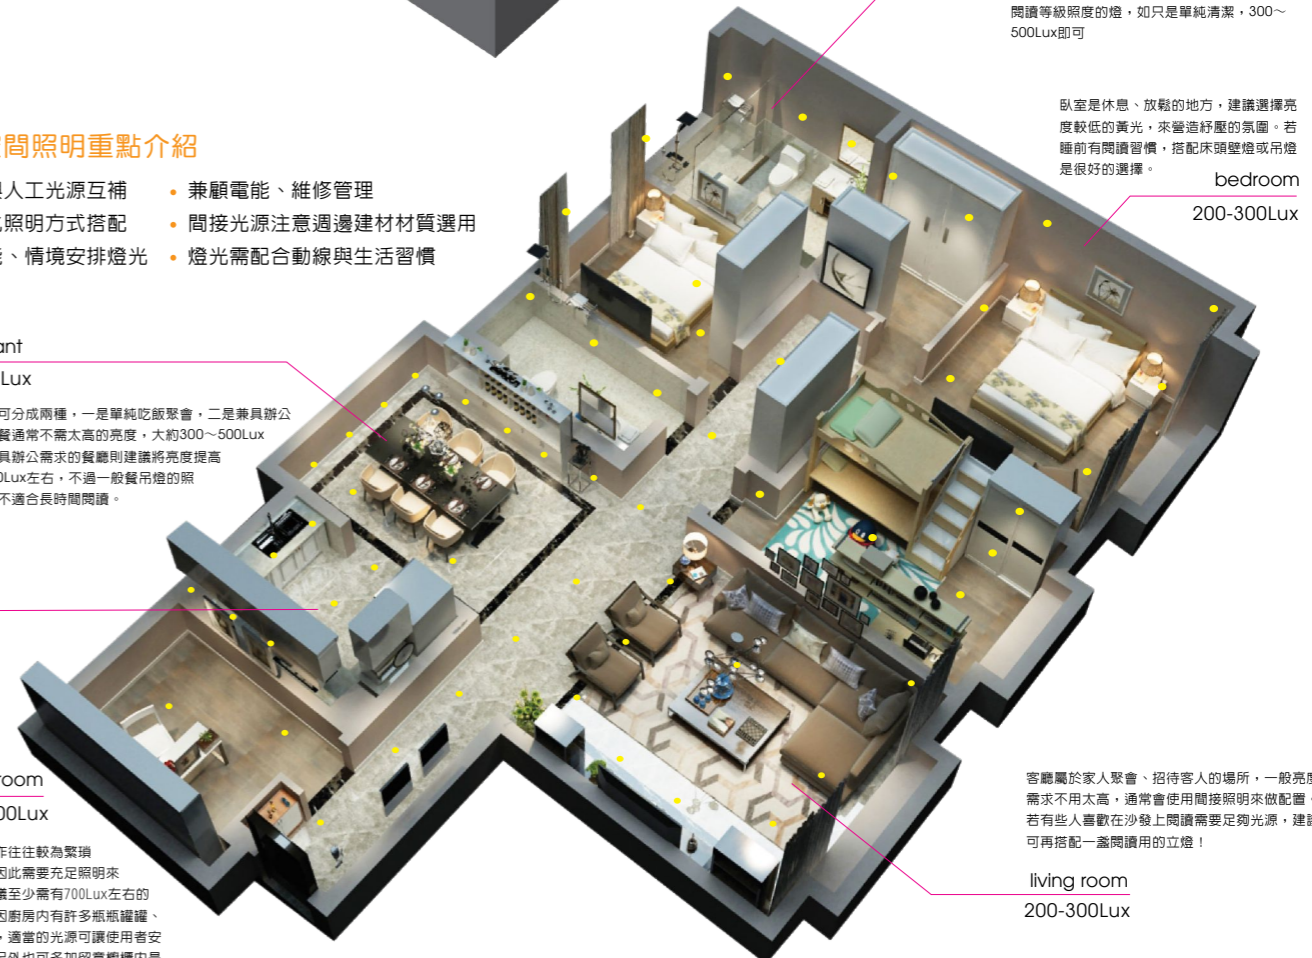 閱讀等級照度的燈，如只是單純清潔，300～
500Lux即可
臥室是休息、放鬆的地方，建議選擇亮
度較低的黃光，來營造紓壓的氛圍。若
睡前有閱讀習慣，搭配床頭壁燈或吊燈
是很好的選擇。
bedroom
200-300Lux
間照明重點介紹
人工光源互補
• 兼顧電能、維修管理
照明方式搭配
• 間接光源注意週邊建材材質選用
、情境安排燈光
• 燈光需配合動線與生活習慣
ant
Lux
可分成兩種，一是單純吃飯聚會，二是兼具辦公
餐通常不需太高的亮度，大約300～500Lux
具辦公需求的餐廳則建議將亮度提高
0Lux左右，不過一般餐吊燈的照
不適合長時間閱讀。
room
00Lux
作往往較為繁瑣
因此需要充足照明來
議至少需有700Lux左右的
因廚房內有許多瓶瓶罐罐、
，適當的光源可讓使用者安
另外也可多加留意櫥櫃內是
客廳屬於家人聚會、招待客人的場所，一般亮度
需求不用太高，通常會使用間接照明來做配置，
若有些人喜歡在沙發上閱讀需要足夠光源，建議
可再搭配一盞閱讀用的立燈！
living room
200-300Lux